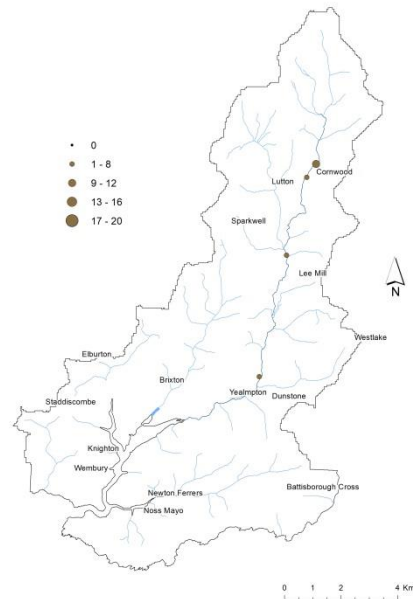 0
1 - 8
9 - 12
13 - 16
17 - 20
Cornwood
Lutton
Sparkwell
Lee Mill
N
Westlake
Elburton
Brixton
Yealmpton
Dunstone
Staddiscombe
Knighton
Wembury
Battisborough Cross
Newton Ferrers
Noss Mayo
0 1 2 4 Km